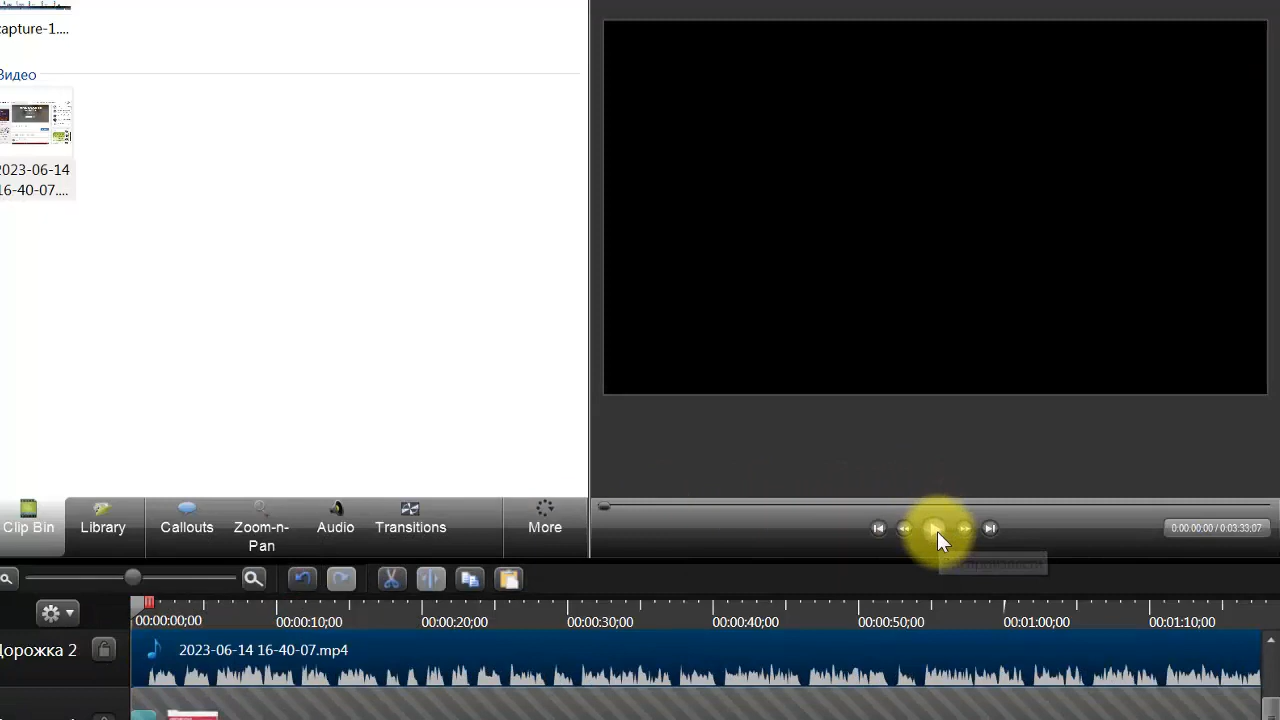 capture-1....
Видео
2023-06-14
16-40-07....
Clip Bin
Library
Callouts
Zoom-n-
Pan
Audio
Transitions
More
0:00:00;00 / 0:03:33;07
00:00:00;00
00:00:10;00
00:00:20;00
00:00:30;00
00:00:40;00
00:00:50;00
00:01:00;00
00:01:10;00
Дорожка 2
2023-06-14 16-40-07.mp4